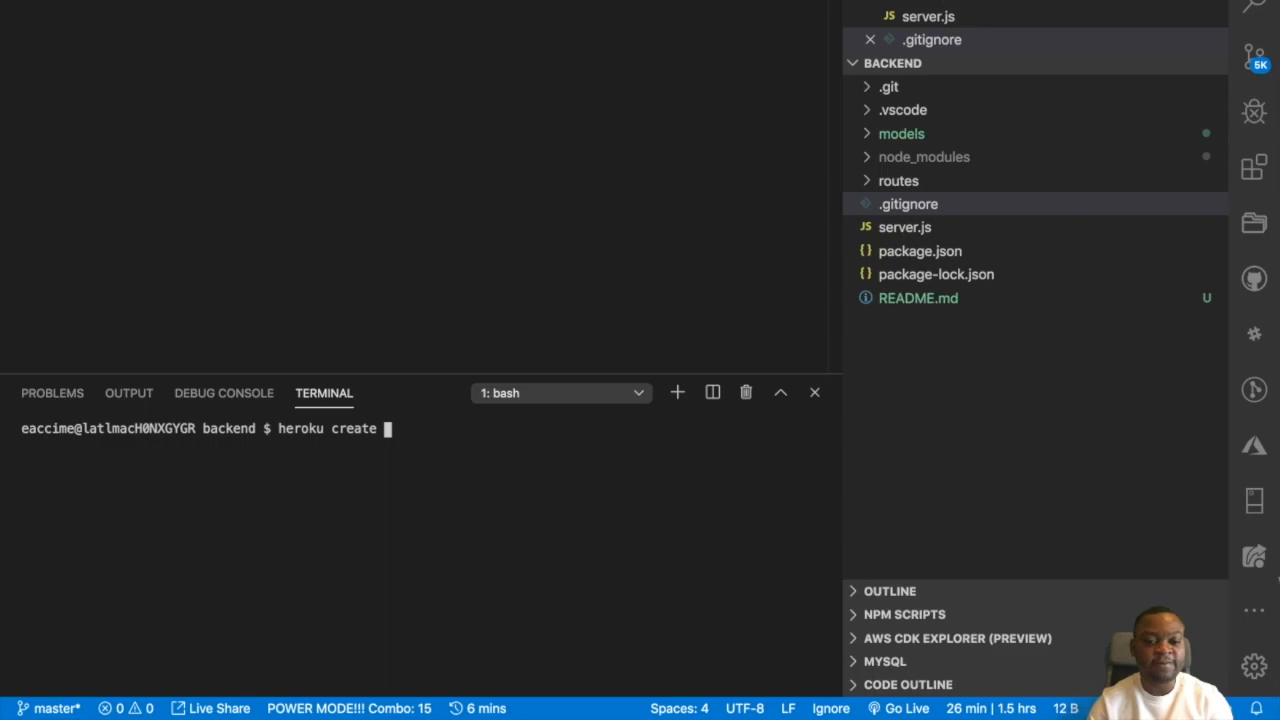 server.js
.gitignore
BACKEND
.git
.vscode
models
node_modules
routes
.gitignore
server.js
package.json
package-lock.json
README.md U
5K
PROBLEMS OUTPUT DEBUG CONSOLE TERMINAL 1: bash
eaccime@latlmacH0NXGYGR backend $ heroku create
OUTLINE
NPM SCRIPTS
AWS CDK EXPLORER (PREVIEW)
MYSQL
CODE OUTLINE
master* 0 0 Live Share POWER MODE!!! Combo: 15 6 mins Spaces: 4 UTF-8 LF Ignore Go Live 26 min | 1.5 hrs 12 B